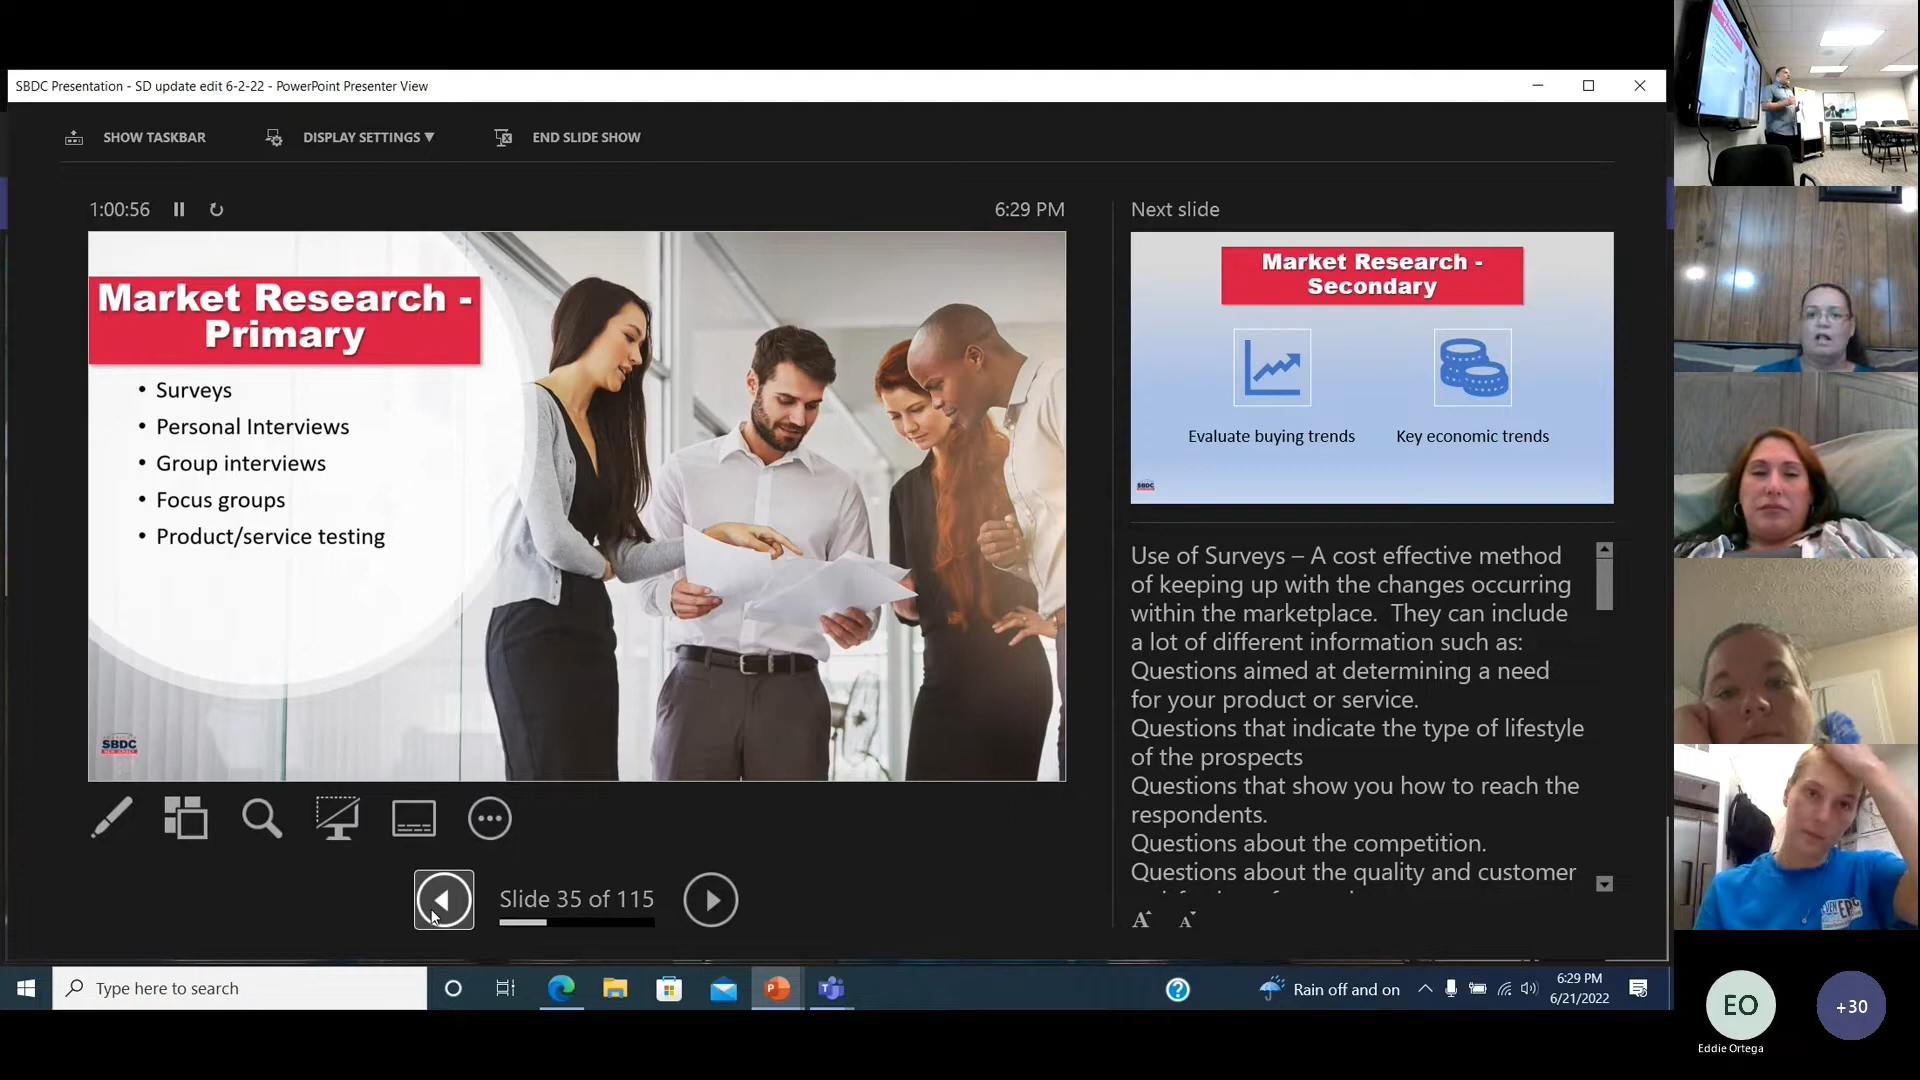 SBDC Presentation - SD update edit 6-2-22 - PowerPoint Presenter View
SHOW TASKBAR
DISPLAY SETTINGS ▼
END SLIDE SHOW
1:00:56
6:29 PM
Market Research -
Primary
• Surveys
• Personal Interviews
• Group interviews
• Focus groups
• Product/service testing
SBDC
Slide 35 of 115
Next slide
Market Research -
Secondary
Evaluate buying trends
Key economic trends
SBDC
Use of Surveys – A cost effective method
of keeping up with the changes occurring
within the marketplace. They can include
a lot of different information such as:
Questions aimed at determining a need
for your product or service.
Questions that indicate the type of lifestyle
of the prospects
Questions that show you how to reach the
respondents.
Questions about the competition.
Questions about the quality and customer
A A
Type here to search
Rain off and on
6:29 PM
6/21/2022
EO
Eddie Ortega
+30